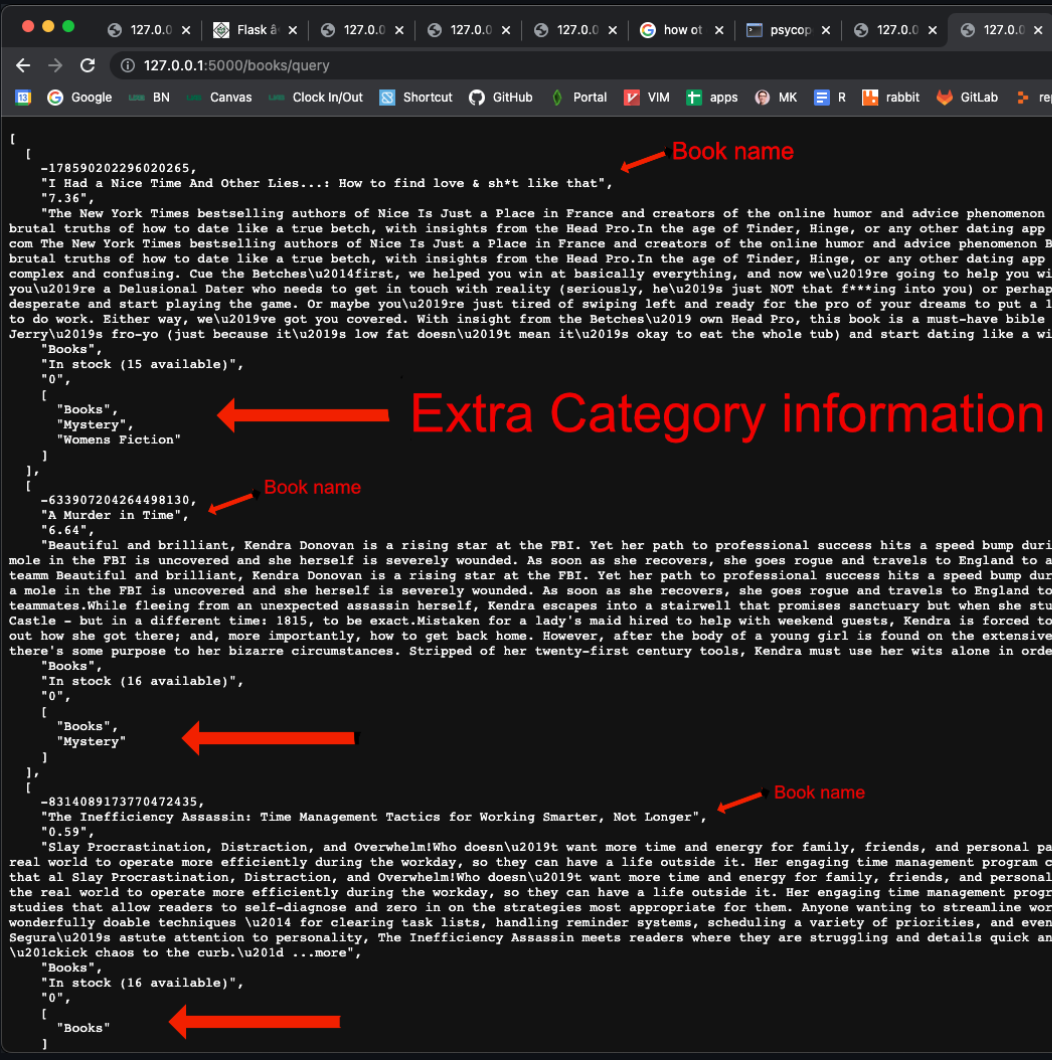 127.0.0 × Flask â× 127.0.0 × 127.0.0 × 127.0.0 × how ot × psycop × 127.0.0 × 127.0.0 ×
127.0.0.1:5000/books/query
Google BN Canvas Clock In/Out Shortcut GitHub Portal VIM apps MK R rabbit GitLab rep
[
[
-178590202296020265,
Book name
"I Had a Nice Time And Other Lies...: How to find love & sh*t like that",
"7.36",
"The New York Times bestselling authors of Nice Is Just a Place in France and creators of the online humor and advice phenomenon
brutal truths of how to date like a true betch, with insights from the Head Pro.In the age of Tinder, Hinge, or any other dating app
com The New York Times bestselling authors of Nice Is Just a Place in France and creators of the online humor and advice phenomenon B
brutal truths of how to date like a true betch, with insights from the Head Pro.In the age of Tinder, Hinge, or any other dating app
complex and confusing. Cue the Betches\u2014first, we helped you win at basically everything, and now we\u2019re going to help you wi
you\u2019re a Delusional Dater who needs to get in touch with reality (seriously, he\u2019s just NOT that f***ing into you) or perhap
desperate and start playing the game. Or maybe you\u2019re just tired of swiping left and ready for the pro of your dreams to put a l
to do work. Either way, we\u2019ve got you covered. With insight from the Betches\u2019 own Head Pro, this book is a must-have bible
Jerry\u2019s fro-yo (just because it\u2019s low fat doesn\u2019t mean it\u2019s okay to eat the whole tub) and start dating like a wi
"Books",
"In stock (15 available)",
"0",
[
"Books",
"Mystery",
"Womens Fiction"
Extra Category information
]
],
[
-633907204264498130,
Book name
"A Murder in Time",
"6.64",
"Beautiful and brilliant, Kendra Donovan is a rising star at the FBI. Yet her path to professional success hits a speed bump duri
mole in the FBI is uncovered and she herself is severely wounded. As soon as she recovers, she goes rogue and travels to England to a
teamm Beautiful and brilliant, Kendra Donovan is a rising star at the FBI. Yet her path to professional success hits a speed bump dur
a mole in the FBI is uncovered and she herself is severely wounded. As soon as she recovers, she goes rogue and travels to England to
teammates.While fleeing from an unexpected assassin herself, Kendra escapes into a stairwell that promises sanctuary but when she stu
Castle – but in a different time: 1815, to be exact.Mistaken for a lady's maid hired to help with weekend guests, Kendra is forced to
out how she got there; and, more importantly, how to get back home. However, after the body of a young girl is found on the extensive
there's some purpose to her bizarre circumstances. Stripped of her twenty-first century tools, Kendra must use her wits alone in orde
"Books",
"In stock (16 available)",
"0",
[
"Books",
"Mystery"
]
],
[
-8314089173770472435,
Book name
"The Inefficiency Assassin: Time Management Tactics for Working Smarter, Not Longer",
"0.59",
"Slay Procrastination, Distraction, and Overwhelm!Who doesn\u2019t want more time and energy for family, friends, and personal pa
real world to operate more efficiently during the workday, so they can have a life outside it. Her engaging time management program c
that al Slay Procrastination, Distraction, and Overwhelm!Who doesn\u2019t want more time and energy for family, friends, and personal
the real world to operate more efficiently during the workday, so they can have a life outside it. Her engaging time management progr
studies that allow readers to self-diagnose and zero in on the strategies most appropriate for them. Anyone wanting to streamline wor
wonderfully doable techniques \u2014 for clearing task lists, handling reminder systems, scheduling a variety of priorities, and even
Segura\u2019s astute attention to personality, The Inefficiency Assassin meets readers where they are struggling and details quick an
\u201ckick chaos to the curb.\u201d ...more",
"Books",
"In stock (16 available)",
"0",
[
"Books"
]